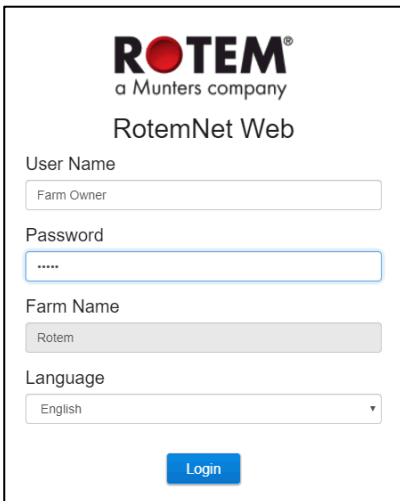 ROTEM®
a Munters company
RotemNet Web
User Name
Farm Owner
Password
•••••
Farm Name
Rotem
Language
English
Login